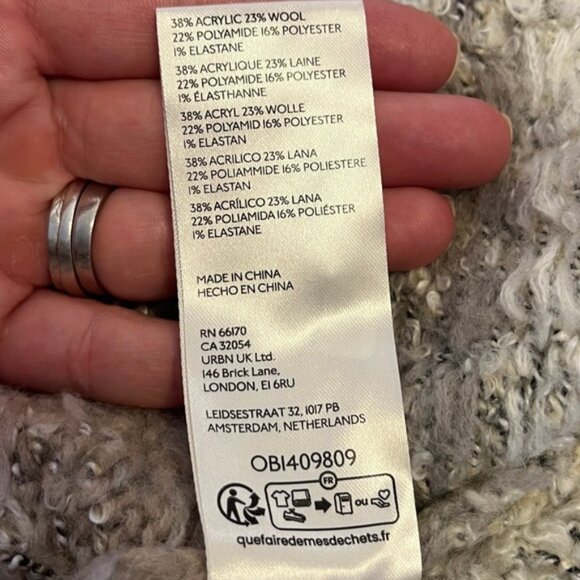 38% ACRYLIC 23% WOOL
22% POLYAMIDE 16% POLYESTER
1% ELASTANE
38% ACRYLIQUE 23% LAINE
22% POLYAMIDE 16% POLYESTER
1% ÉLASTHANNE
38% ACRYL 23% WOLLE
22% POLYAMID 16% POLYESTER
1% ELASTAN
38% ACRILICO 23% LANA
22% POLIAMMIDE 16% POLIESTERE
1% ELASTAN
38% ACRÍLICO 23% LANA
22% POLIAMIDA 16% POLIÉSTER
1% ELASTANE
MADE IN CHINA
HECHO EN CHINA
RN 66170
CA 32054
URBN UK Ltd.
146 Brick Lane,
LONDON, E1 6RU
LEIDSESTRAAT 32, 1017 PB
AMSTERDAM, NETHERLANDS
OB1409809
FR
ou
quefairedemesdechets.fr